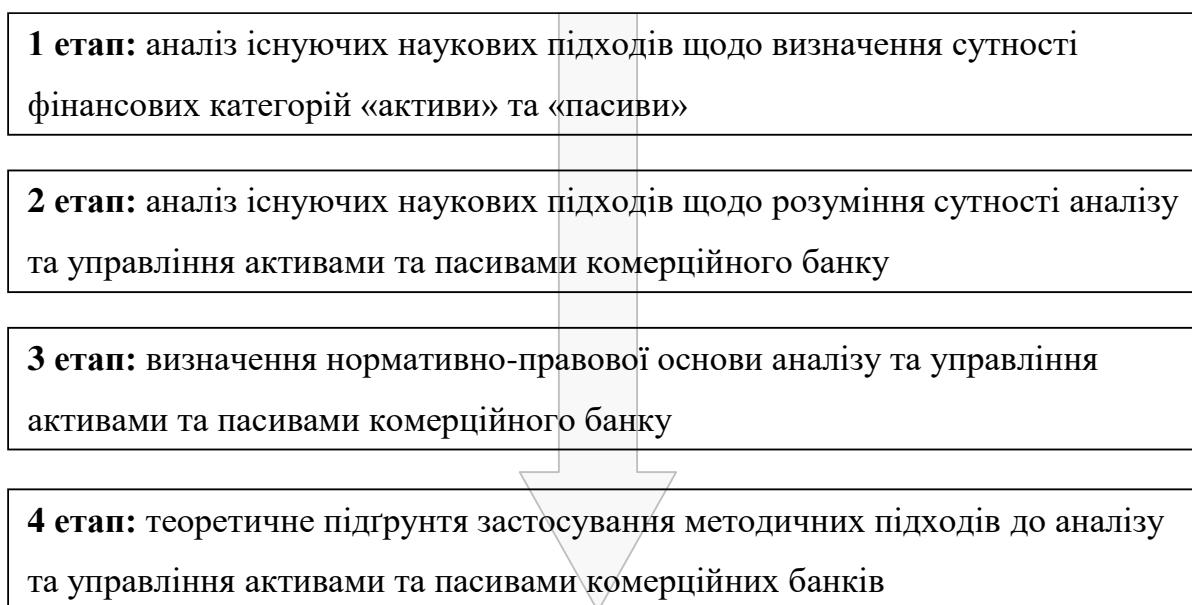 1 етап: аналіз існуючих наукових підходів щодо визначення сутності
фінансових категорій «активи» та «пасиви»
2 етап: аналіз існуючих наукових підходів щодо розуміння сутності аналізу
та управління активами та пасивами комерційного банку
3 етап: визначення нормативно-правової основи аналізу та управління
активами та пасивами комерційного банку
4 етап: теоретичне підґрунтя застосування методичних підходів до аналізу
та управління активами та пасивами комерційних банків